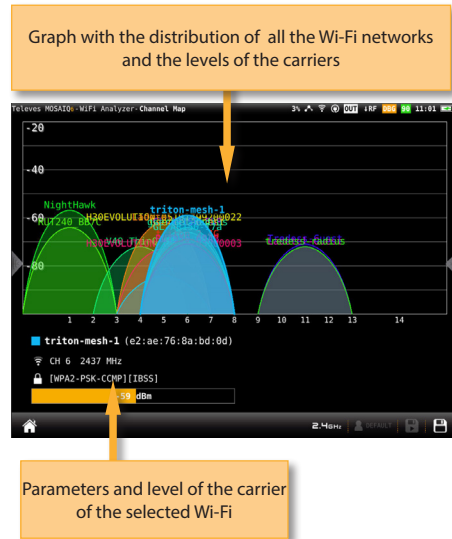 Graph with the distribution of all the Wi-Fi networks
and the levels of the carriers
Televes MOSAIQ6-WiFi Analyzer-Channel Map 3% OUT ↓RF 90 11:01
-20
-40
NightHawk
triton-mesh-1
-60
RUT240_BB7C
tredess-radius
-80
1 2 3 4 5 6 7 8 9 10 11 12 13 14
triton-mesh-1 (e2:ae:76:8a:bd:0d)
CH 6 2437 MHz
[WPA2-PSK-CCMP][IBSS]
-59 dBm
2.4GHz DEFAULT
Parameters and level of the carrier
of the selected Wi-Fi